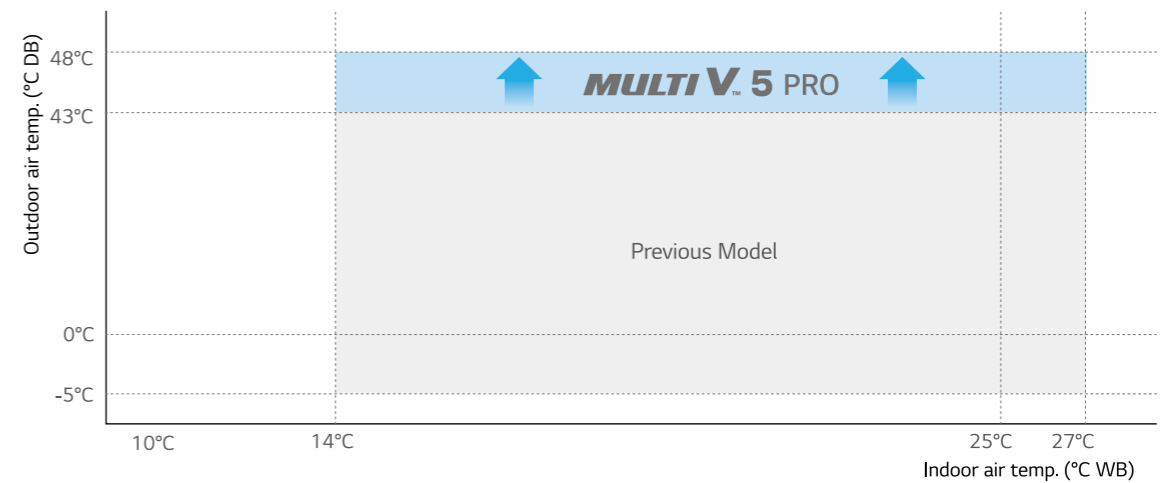 Outdoor air temp. (°C DB)
48°C
MULTI V™ 5 PRO
43°C
Previous Model
0°C
-5°C
10°C 14°C 25°C 27°C
Indoor air temp. (°C WB)